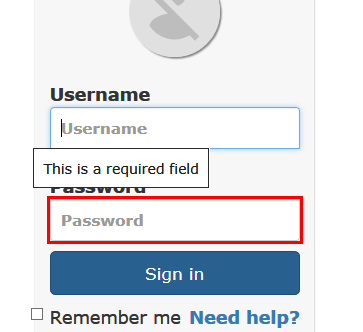 Username
Username
This is a required field
Password
Password
Sign in
Remember me Need help?